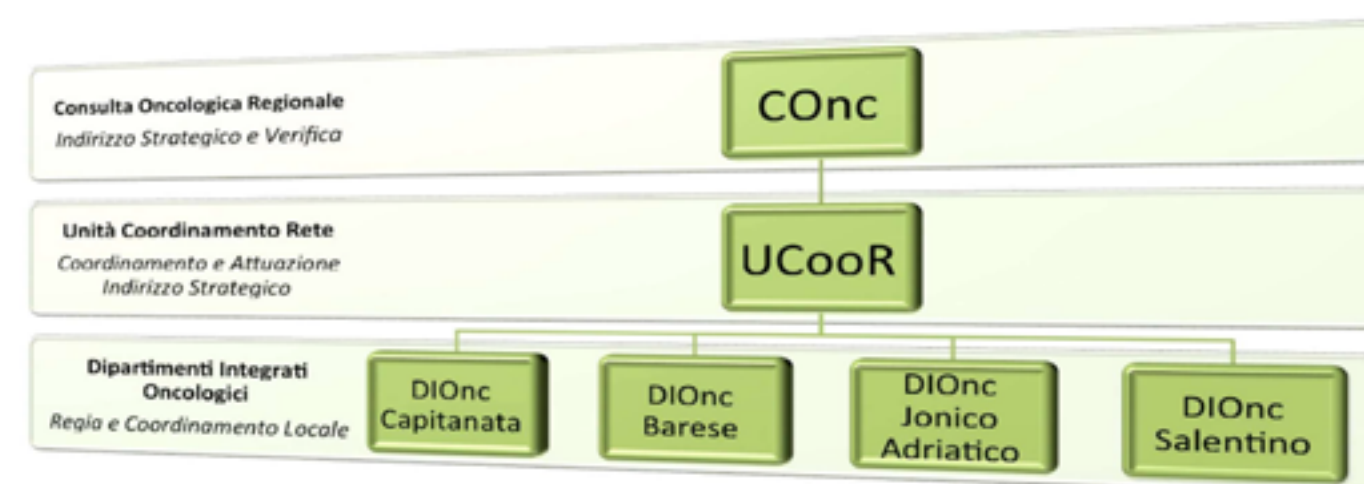 Consulta Oncologica Regionale
Indirizzo Strategico e Verifica
COnc
Unità Coordinamento Rete
Coordinamento e Attuazione
Indirizzo Strategico
UCooR
Dipartimenti Integrati
Oncologici
Regia e Coordinamento Locale
DIOnc
Capitanata
DIOnc
Barese
DIOnc
Jonico
Adriatico
DIOnc
Salentino